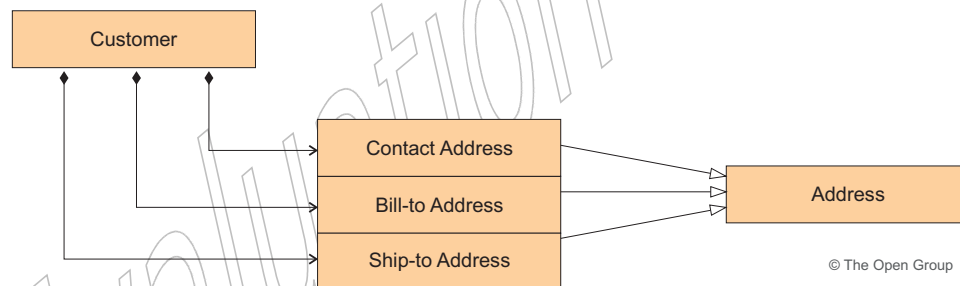 Customer
Contact Address
Bill-to Address
Ship-to Address
Address
© The Open Group